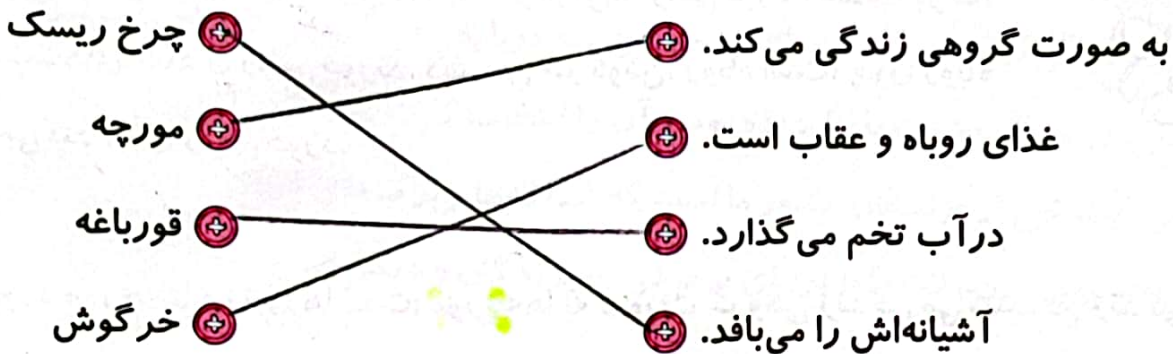 به صورت گروهی زندگی می‌کند.
چرخ ریسک
غذای روباه و عقاب است.
مورچه
درآب تخم می‌گذارد.
قورباغه
آشیانه‌اش را می‌بافد.
خرگوش